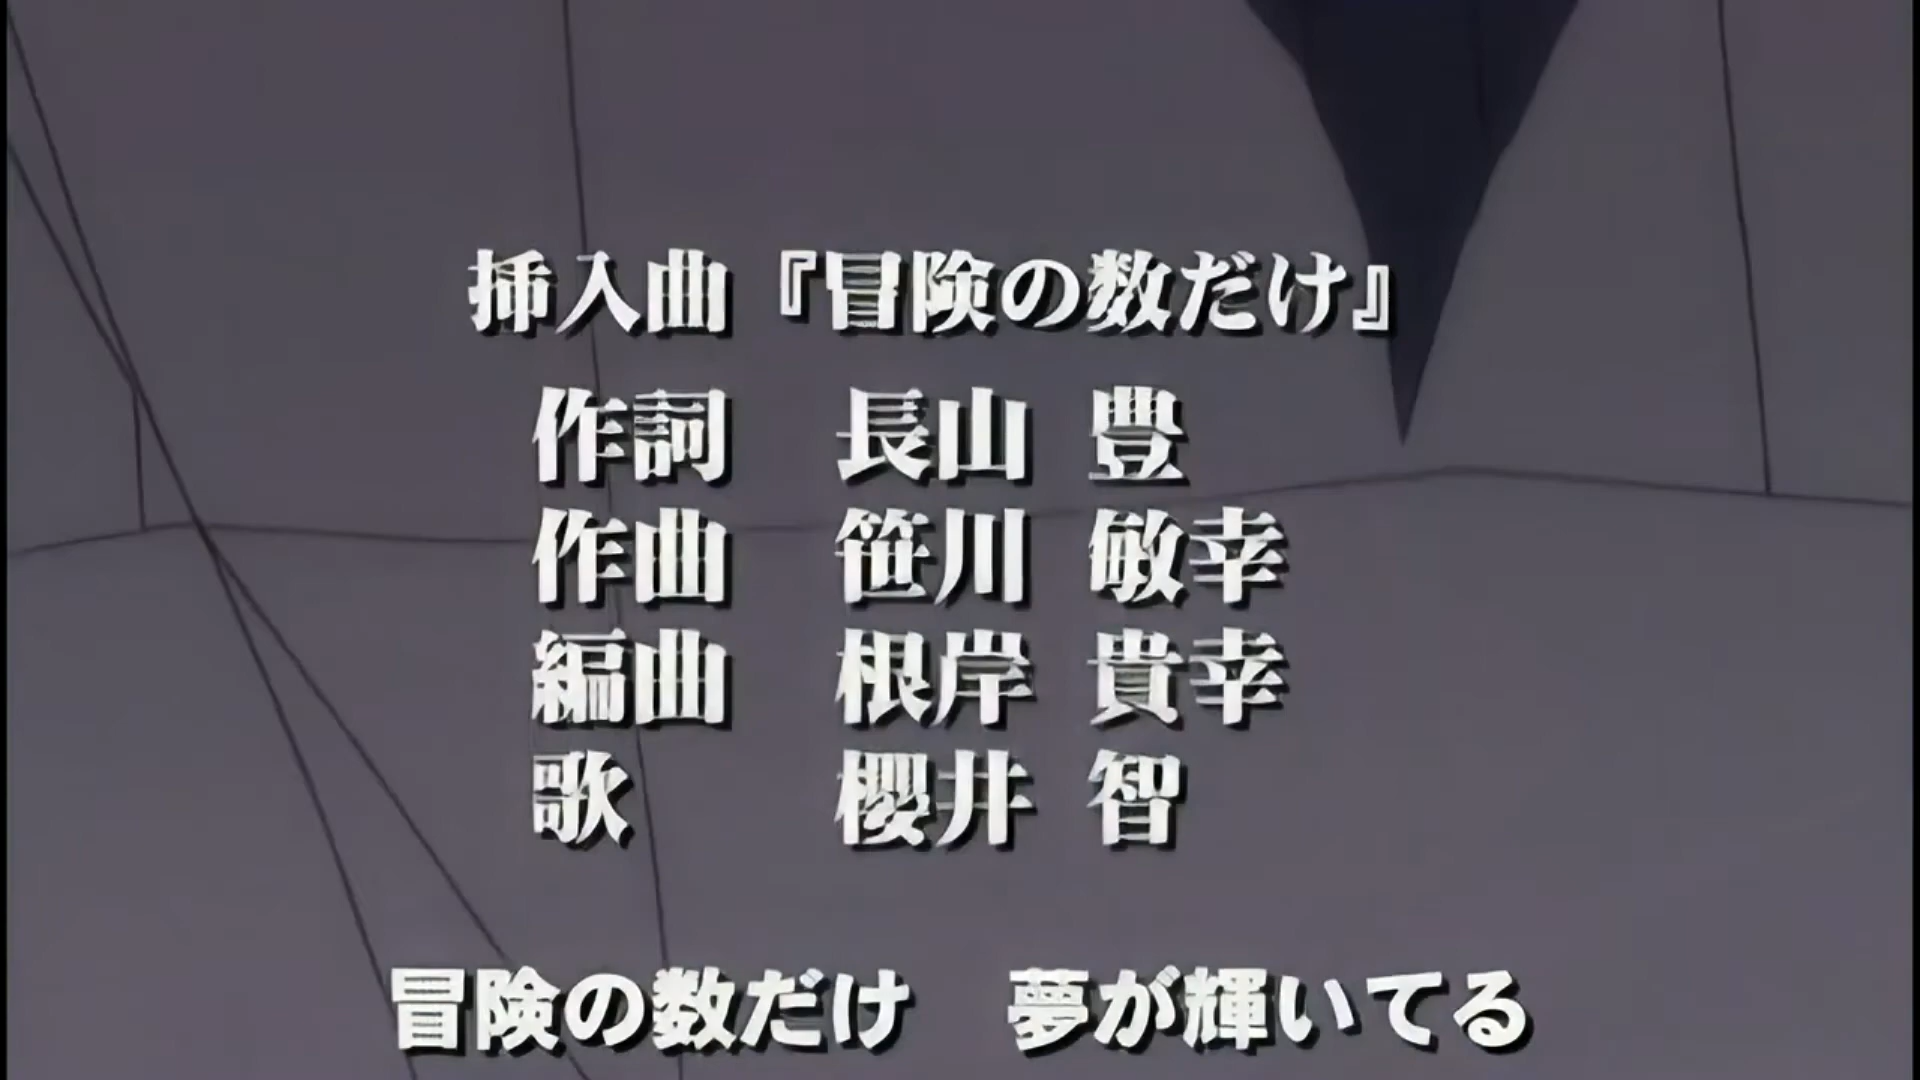 挿入曲『冒険の数だけ』
作詞 長山 豊
作曲 笹川 敏幸
編曲 根岸 貴幸
歌 櫻井 智
冒険の数だけ 夢が輝いてる